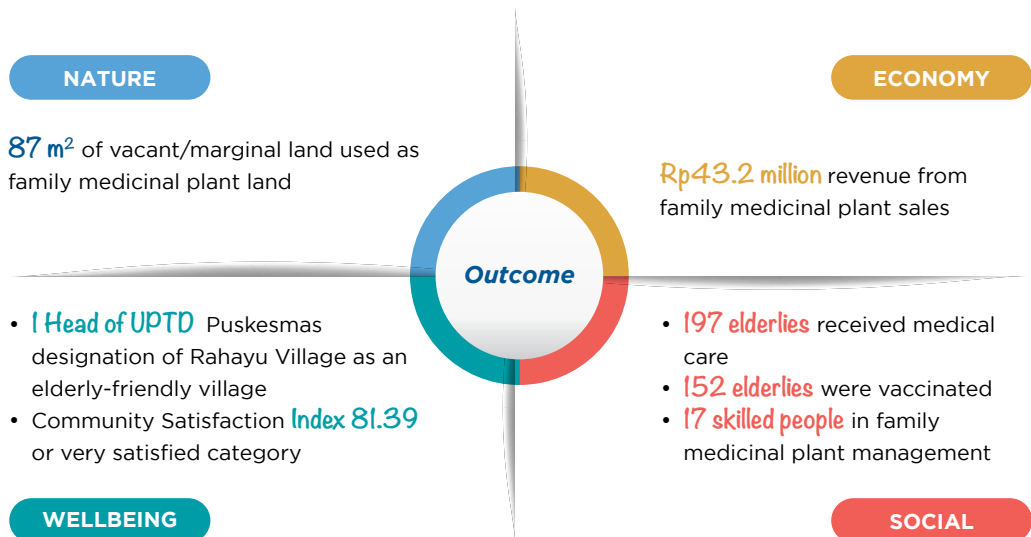 NATURE
87 m² of vacant/marginal land used as
family medicinal plant land
ECONOMY
Rp43.2 million revenue from
family medicinal plant sales
Outcome
• 1 Head of UPTD Puskesmas
designation of Rahayu Village as an
elderly-friendly village
• Community Satisfaction Index 81.39
or very satisfied category
WELLBEING
• 197 elderlies received medical
care
• 152 elderlies were vaccinated
• 17 skilled people in family
medicinal plant management
SOCIAL